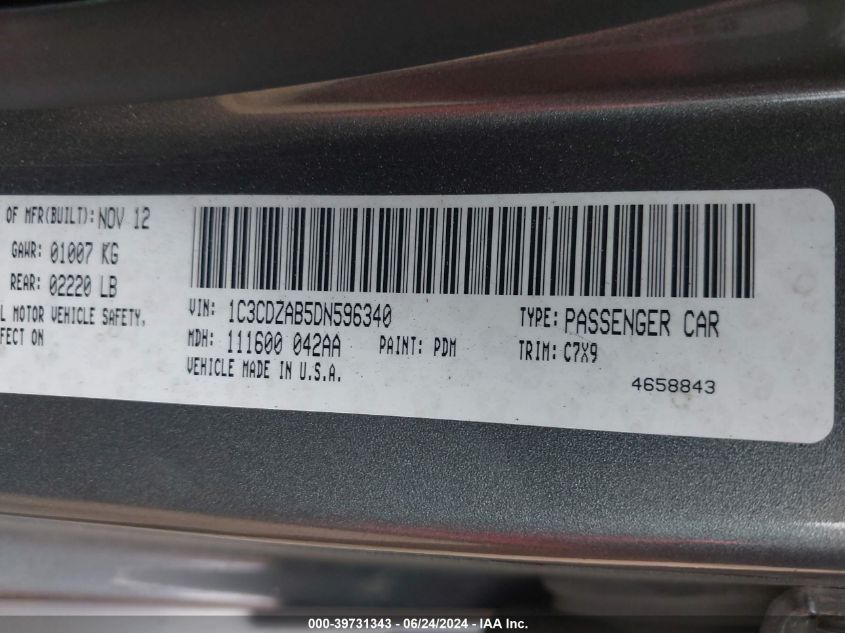 OF MFR(BUILT): NOV 12
GAWR: 01007 KG
REAR: 02220 LB
L MOTOR VEHICLE SAFETY,
FECT ON
VIN: 1C3CDZAB5DN596340
TYPE: PASSENGER CAR
MDH: 111600 042AA PAINT: PDM
TRIM: C7X9
VEHICLE MADE IN U.S.A.
4658843
000-39731343 - 06/24/2024 - IAA Inc.